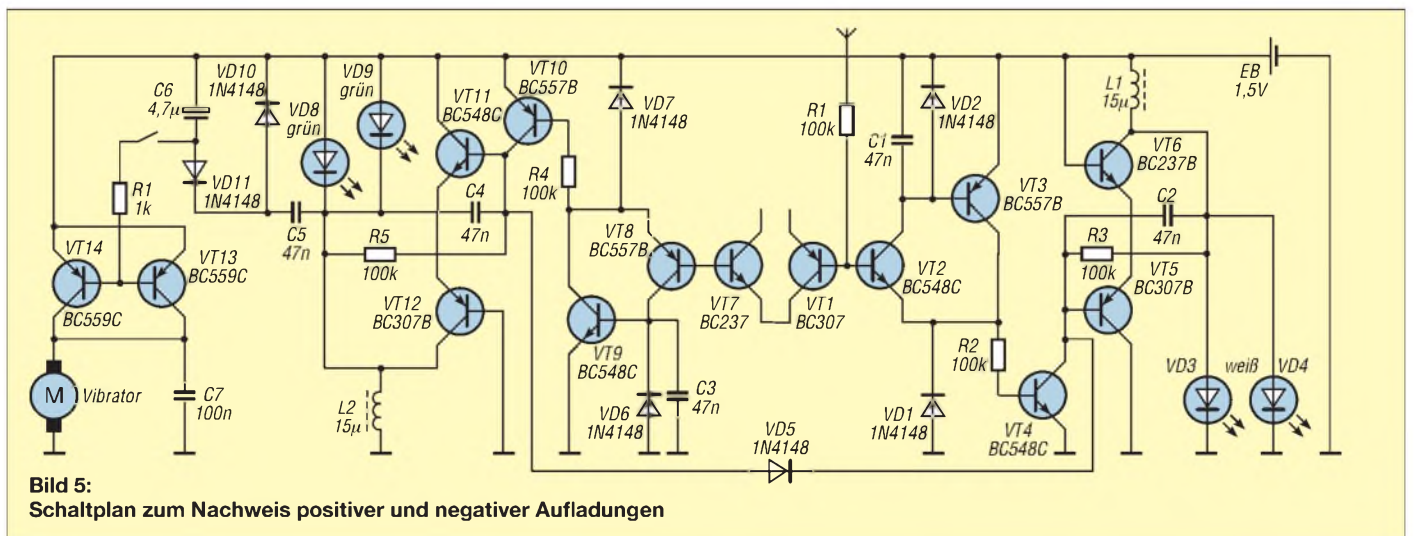 C6
4,7µ
VD10
1N4148
VD8
grün
VD9
grün
VT11
BC548C
VT10
BC557B
VD7
1N4148
R1
100k
C1
47n
VD2
1N4148
L1
15µ
EB
1,5V
VT6
BC237B
R1
1k
VD11
1N4148
C5
47n
C4
47n
R4
100k
R5
100k
VT14
BC559C
VT13
BC559C
VT12
BC307B
VT8
BC557B
VT7
BC237
VT1
BC307
VT2
BC548C
VT3
BC557B
C2
47n
R3
100k
VT5
BC307B
M
Vibrator
C7
100n
L2
15µ
VT9
BC548C
VD6
1N4148
C3
47n
VD5
1N4148
VD1
1N4148
R2
100k
VT4
BC548C
VD3
weiß
VD4
Bild 5:
Schaltplan zum Nachweis positiver und negativer Aufladungen